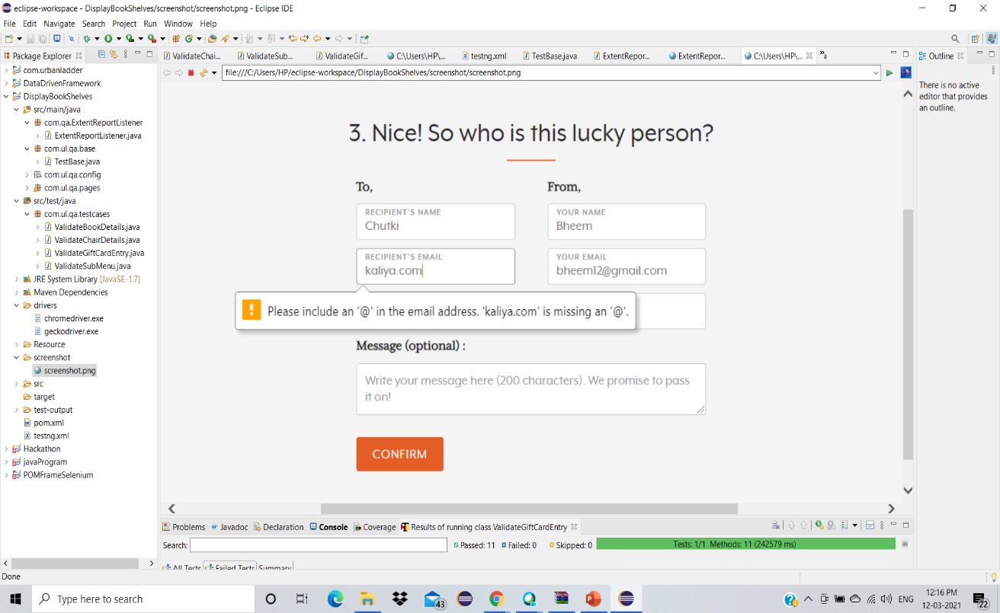 eclipse-workspace - DisplayBookShelves/screenshot/screenshot.png - Eclipse IDE
File Edit Navigate Search Project Run Window Help
Package Explorer
ValidateChai...
ValidateSub...
ValidateGif...
C:\Users\HP\...
testng.xml
TestBase.java
ExtentRepor...
ExtentRepor...
C:\Users\HP\...
»8
Outline
file:///C:/Users/HP/eclipse-workspace/DisplayBookShelves/screenshot/screenshot.png
There is no active
editor that provides
an outline.
com.urbanladder
DataDrivenFramework
DisplayBookShelves
src/main/java
com.qa.ExtentReportListener
ExtentReportListener.java
com.ul.qa.base
TestBase.java
com.ul.qa.config
com.ul.qa.pages
src/test/java
com.ul.qa.testcases
ValidateBookDetails.java
ValidateChairDetails.java
ValidateGiftCardEntry.java
ValidateSubMenu.java
JRE System Library [JavaSE-1.7]
Maven Dependencies
drivers
chromedriver.exe
geckodriver.exe
Resource
screenshot
screenshot.png
src
target
test-output
pom.xml
testng.xml
Hackathon
javaProgram
POMFrameSelenium
3. Nice! So who is this lucky person?
To,
From,
RECIPIENT'S NAME
Chutki
YOUR NAME
Bheem
RECIPIENT'S EMAIL
kaliya.com
YOUR EMAIL
bheem12@gmail.com
Please include an '@' in the email address. 'kaliya.com' is missing an '@'.
Message (optional) :
Write your message here (200 characters). We promise to pass
it on!
CONFIRM
Problems @ Javadoc Declaration Console Coverage Results of running class ValidateGiftCardEntry
Search:
Passed: 11 Failed: 0 Skipped: 0
Tests: 1/1 Methods: 11 (242579 ms)
All Tests Failed Tests Summary
Done
Type here to search
43
ENG
12:16 PM
12-03-2021
22